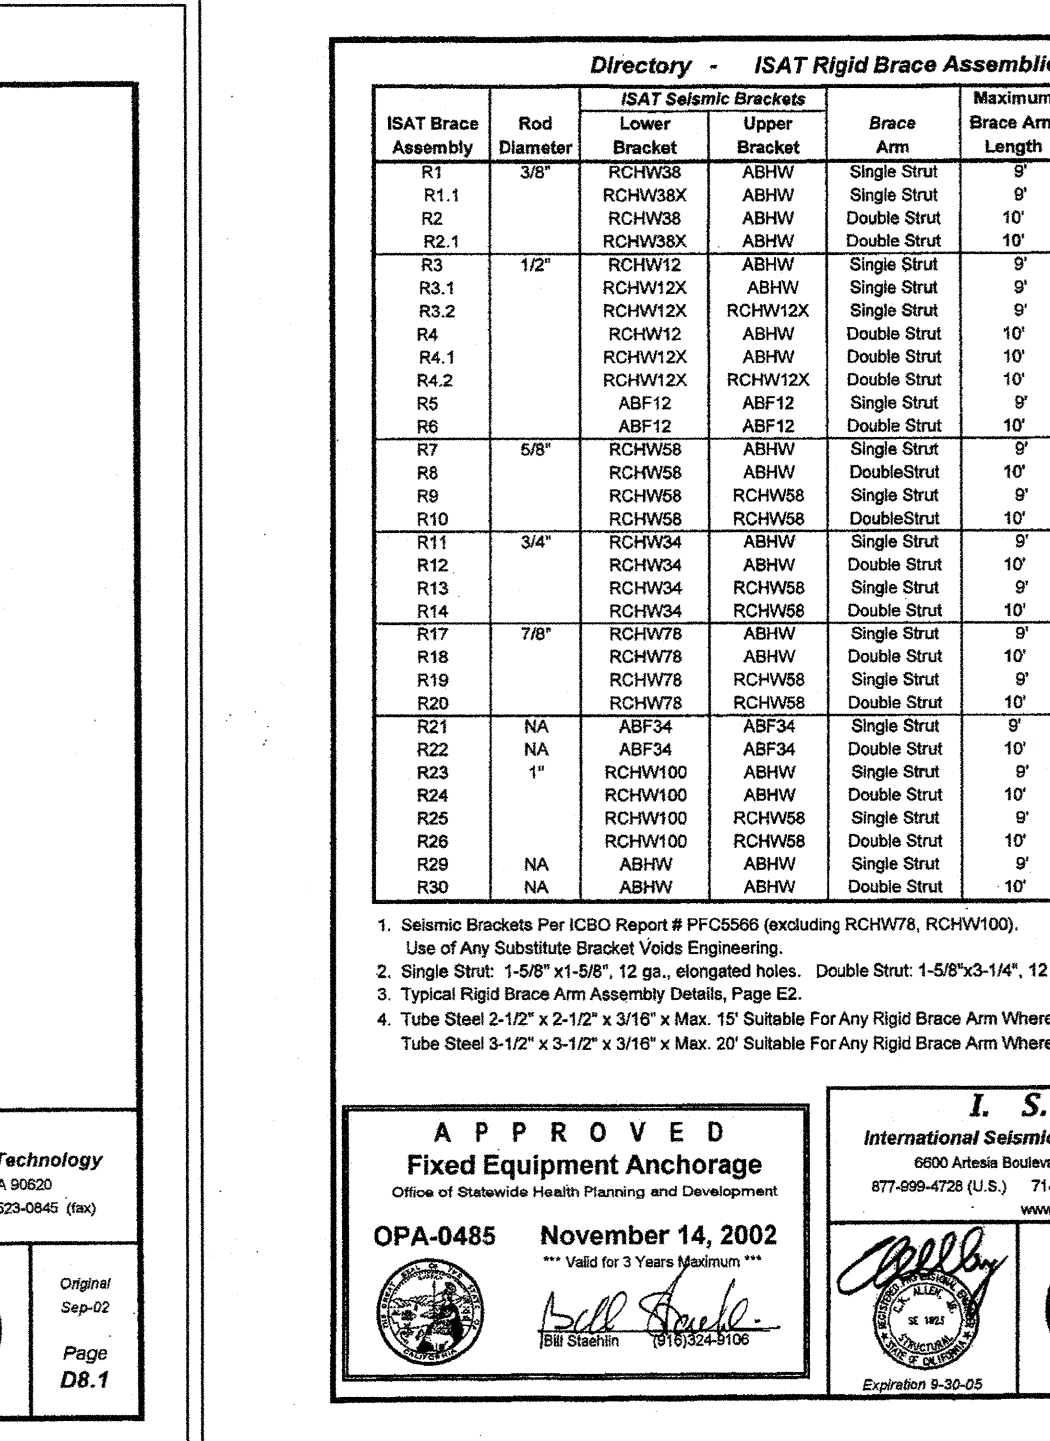 Technology
A 90620
523-0845 (fax)
Original
Sep-02
Page
D8.1
Directory - ISAT Rigid Brace Assemblie
ISAT Brace Assembly Rod Diameter ISAT Seismic Brackets Lower Bracket Upper Bracket Brace Arm Maximum Brace Arm Length
R1 3/8" RCHW38 ABHW Single Strut 9'
R1.1 RCHW38X ABHW Single Strut 9'
R2 RCHW38 ABHW Double Strut 10'
R2.1 RCHW38X ABHW Double Strut 10'
R3 1/2" RCHW12 ABHW Single Strut 9'
R3.1 RCHW12X ABHW Single Strut 9'
R3.2 RCHW12X RCHW12X Single Strut 9'
R4 RCHW12 ABHW Double Strut 10'
R4.1 RCHW12X ABHW Double Strut 10'
R4.2 RCHW12X RCHW12X Double Strut 10'
R5 ABF12 ABF12 Single Strut 9'
R6 ABF12 ABF12 Double Strut 10'
R7 5/8" RCHW58 ABHW Single Strut 9'
R8 RCHW58 ABHW DoubleStrut 10'
R9 RCHW58 RCHW58 Single Strut 9'
R10 RCHW58 RCHW58 DoubleStrut 10'
R11 3/4" RCHW34 ABHW Single Strut 9'
R12 RCHW34 ABHW Double Strut 10'
R13 RCHW34 RCHW58 Single Strut 9'
R14 RCHW34 RCHW58 Double Strut 10'
R17 7/8" RCHW78 ABHW Single Strut 9'
R18 RCHW78 ABHW Double Strut 10'
R19 RCHW78 RCHW58 Single Strut 9'
R20 RCHW78 RCHW58 Double Strut 10'
R21 NA ABF34 ABF34 Single Strut 9'
R22 NA ABF34 ABF34 Double Strut 10'
R23 1" RCHW100 ABHW Single Strut 9'
R24 RCHW100 ABHW Double Strut 10'
R25 RCHW100 RCHW58 Single Strut 9'
R26 RCHW100 RCHW58 Double Strut 10'
R29 NA ABHW ABHW Single Strut 9'
R30 NA ABHW ABHW Double Strut 10'
1. Seismic Brackets Per ICBO Report # PFC5566 (excluding RCHW78, RCHW100).
Use of Any Substitute Bracket Voids Engineering.
2. Single Strut: 1-5/8" x1-5/8", 12 ga., elongated holes. Double Strut: 1-5/8"x3-1/4", 12
3. Typical Rigid Brace Arm Assembly Details, Page E2.
4. Tube Steel 2-1/2" x 2-1/2" x 3/16" x Max. 15' Suitable For Any Rigid Brace Arm Where
Tube Steel 3-1/2" x 3-1/2" x 3/16" x Max. 20' Suitable For Any Rigid Brace Arm Where
APPROVED
Fixed Equipment Anchorage
Office of Statewide Health Planning and Development
OPA-0485 November 14, 2002
*** Valid for 3 Years Maximum ***
Bill Staehlin (916)324-9106
I. S.
International Seismic
6600 Artesia Bouleva
877-999-4728 (U.S.) 71
www
C.K. ALLEN, JR.
SE 1825
STRUCTURAL
STATE OF CALIFORNIA
Expiration 9-30-05